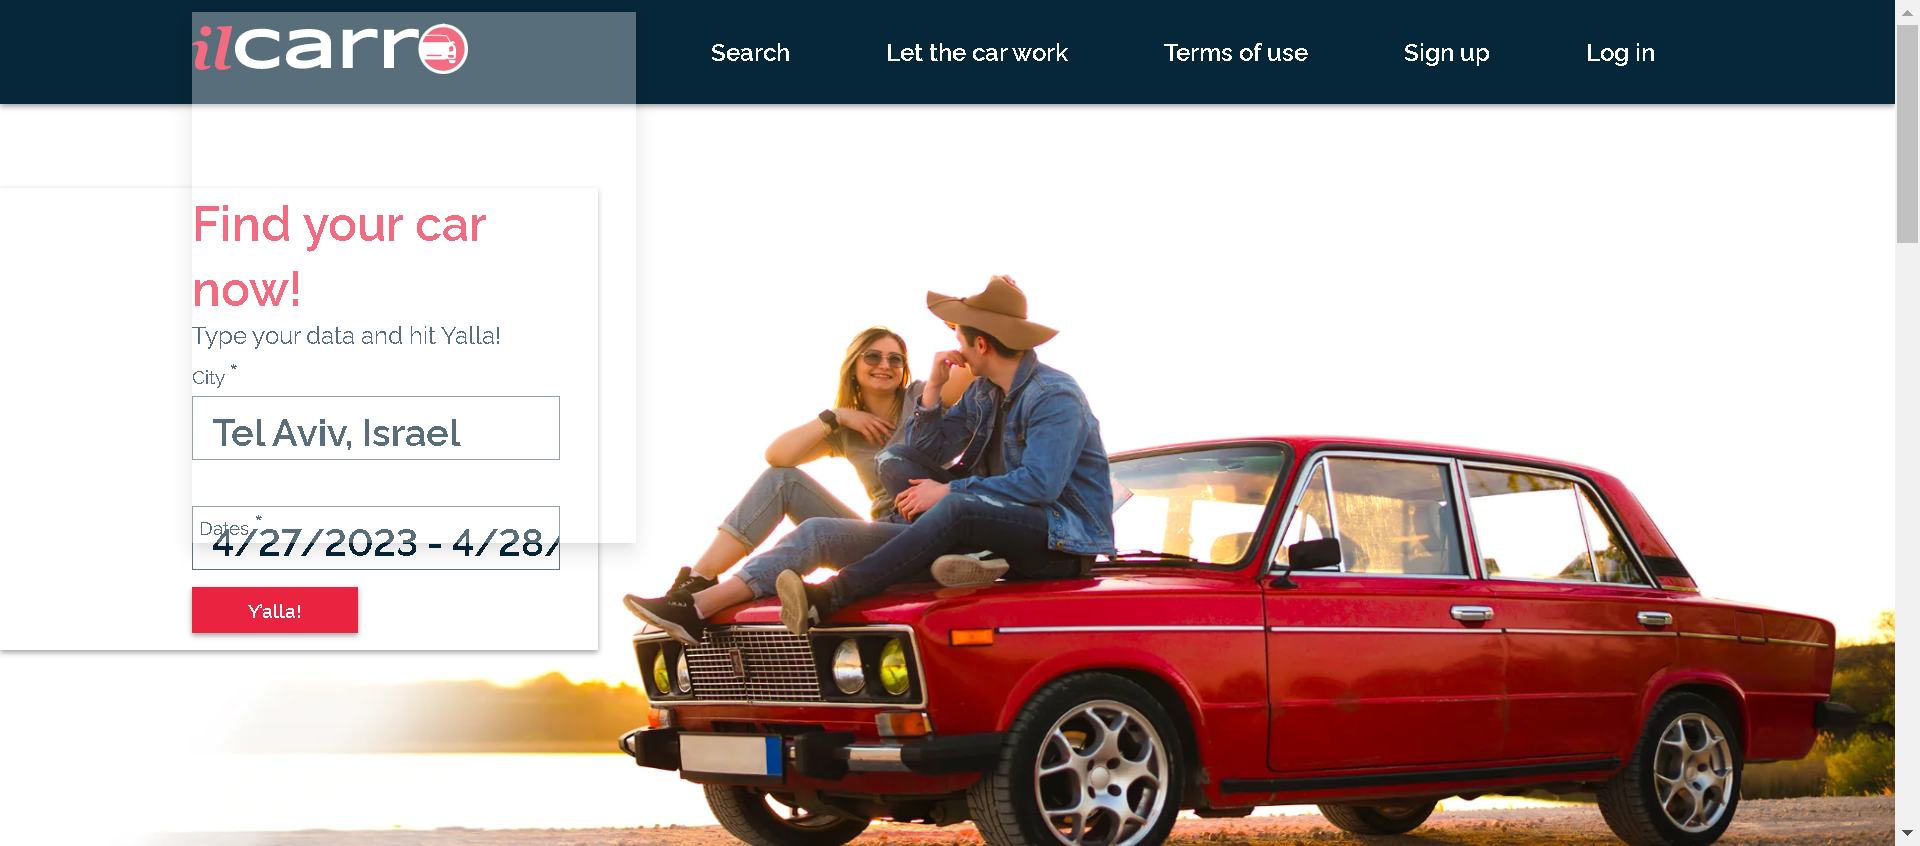 ilcarro
Search
Let the car work
Terms of use
Sign up
Log in
Find your car
now!
Type your data and hit Yalla!
City *
Tel Aviv, Israel
Dates *
4/27/2023 - 4/28/
Y'alla!